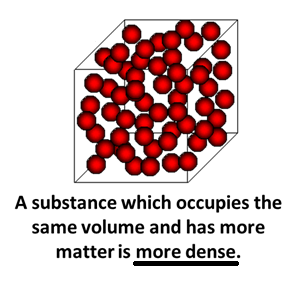 A substance which occupies the
same volume and has more
matter is more dense.